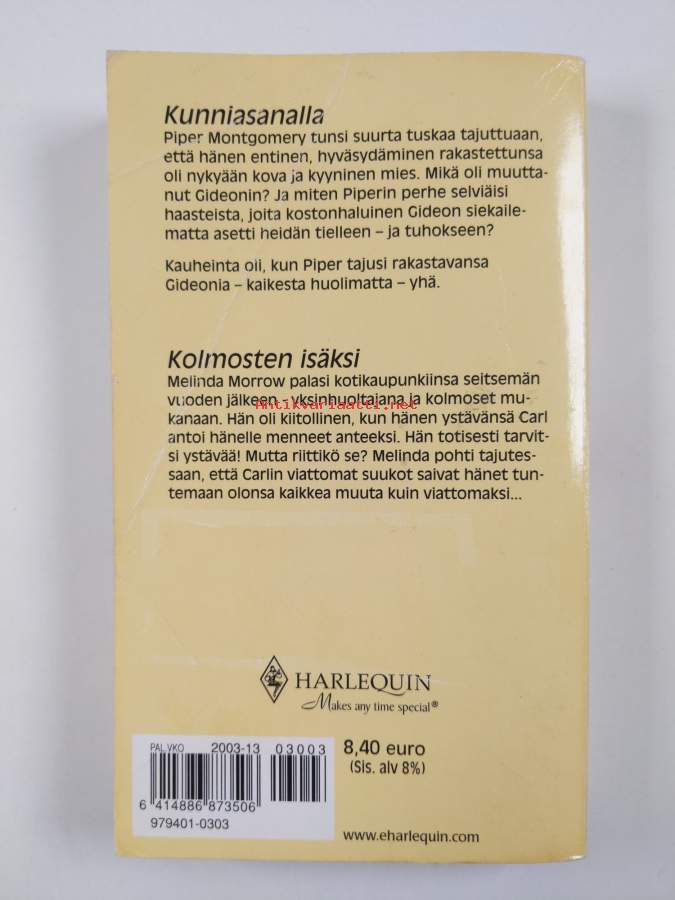 Kunniasanalla
Piper Montgomery tunsi suurta tuskaa tajuttuaan,
että hänen entinen, hyväsydäminen rakastettunsa
oli nykyään kova ja kyyninen mies. Mikä oli muutta-
nut Gideonin? Ja miten Piperin perhe selviäisi
haasteista, joita kostonhaluinen Gideon siekaile-
matta asetti heidän tielleen – ja tuhokseen?
Kauheinta oli, kun Piper tajusi rakastavansa
Gideonia – kaikesta huolimatta – yhä.
Kolmosten isäksi
Melinda Morrow palasi kotikaupunkiinsa seitsemän
vuoden jälkeen - yksinhuoltajana ja kolmoset mu-
Antikvariaatti.net
kanaan. Hän oli kiitollinen, kun hänen ystävänsä Carl
antoi hänelle menneet anteeksi. Hän totisesti tarvit-
si ystävää! Mutta riittikö se? Melinda pohti tajutes-
saan, että Carlin viattomat suukot saivat hänet tun-
temaan olonsa kaikkea muuta kuin viattomaksi...
HARLEQUIN
Makes any time special®
PAL.VKO 2003-13 03003
6 414886 873506
979401-0303
8,40 euro
(Sis. alv 8%)
www.eharlequin.com